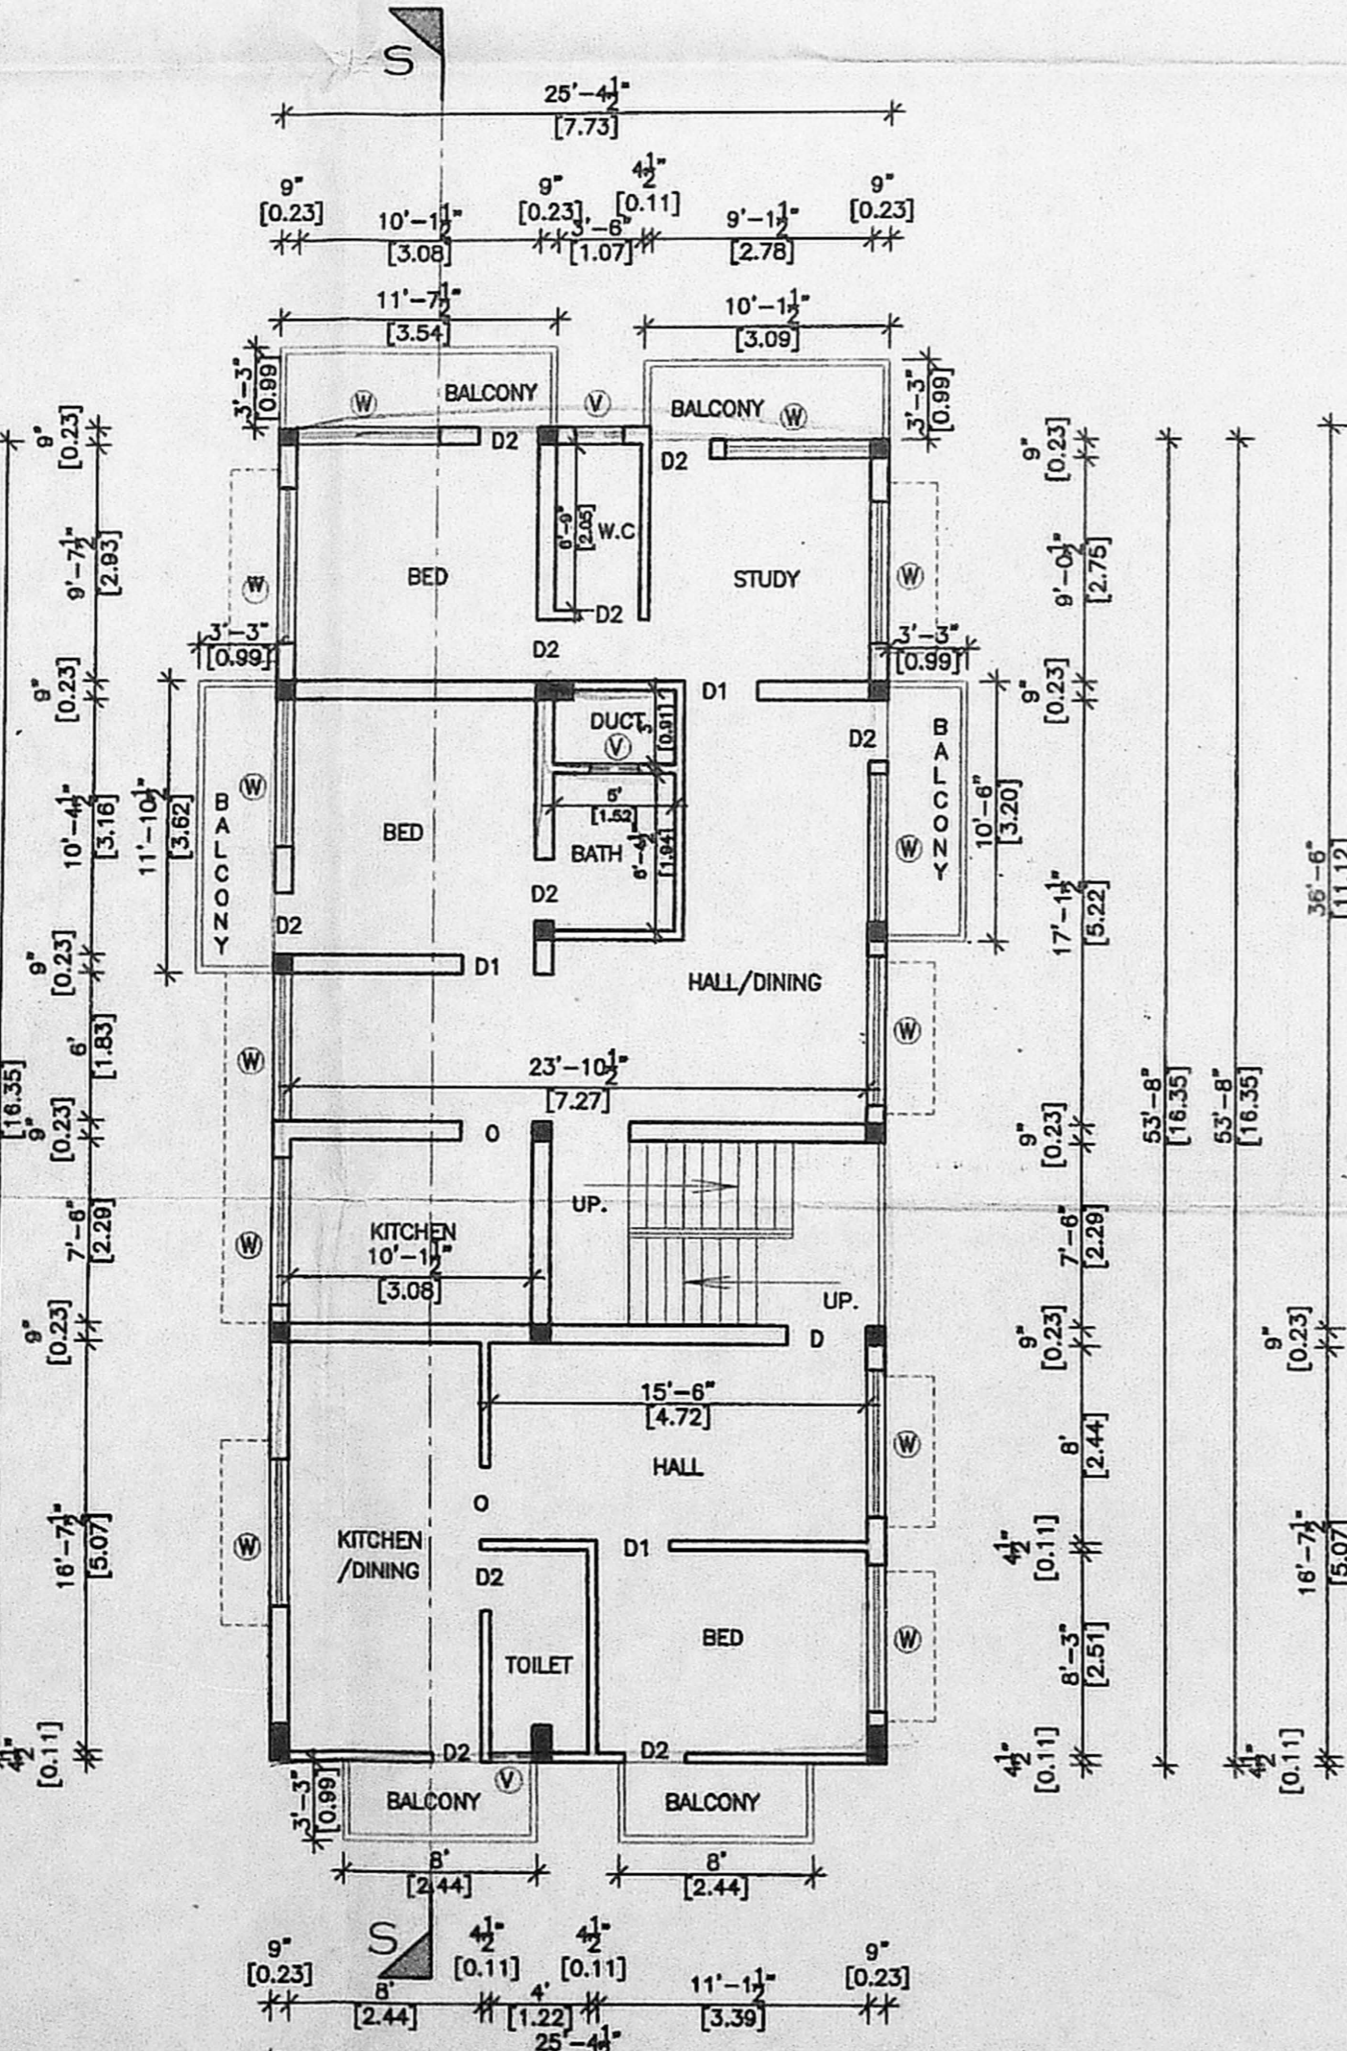 S
25'-4½"
[7.73]
9"
[0.23]
10'-1½"
[3.08]
9"
[0.23]
3'-6"
[1.07]
4½"
[0.11]
9'-1½"
[2.78]
9"
[0.23]
11'-7½"
[3.54]
10'-1½"
[3.09]
3'-3"
[0.99]
BALCONY
W
V
BALCONY
W
3'-3"
[0.99]
9"
[0.23]
D2
D2
9"
[0.23]
9'-7½"
[2.93]
W
BED
6'-9"
[2.05]
W.C
STUDY
W
9'-0½"
[2.75]
D2
3'-3"
[0.99]
D2
3'-3"
[0.99]
9"
[0.23]
D1
9"
[0.23]
DUCT
3'
[0.91]
V
D2
BALCONY
10'-6"
[3.20]
10'-4½"
[3.16]
11'-10½"
[3.62]
BALCONY
W
BED
5'
[1.52]
BATH
6'-4½"
[1.94]
W
36'-6"
[11.12]
D2
D2
17'-1½"
[5.22]
9"
[0.23]
D1
HALL/DINING
6'
[1.83]
W
W
23'-10½"
[7.27]
[16.35]
53'-8"
[16.35]
53'-8"
[16.35]
9"
[0.23]
O
9"
[0.23]
7'-6"
[2.29]
W
KITCHEN
10'-1½"
[3.08]
UP.
UP.
7'-6"
[2.29]
9"
[0.23]
D
9"
[0.23]
9"
[0.23]
15'-6"
[4.72]
HALL
W
8'
[2.44]
O
16'-7½"
[5.07]
W
KITCHEN
/DINING
D1
D2
4½"
[0.11]
16'-7½"
[5.07]
TOILET
BED
W
8'-3"
[2.51]
4½"
[0.11]
D2
D2
4½"
[0.11]
4½"
[0.11]
3'-3"
[0.99]
BALCONY
V
BALCONY
8'
[2.44]
8'
[2.44]
S
9"
[0.23]
8'
[2.44]
4½"
[0.11]
4'
[1.22]
4½"
[0.11]
11'-1½"
[3.39]
9"
[0.23]
25'-4½"